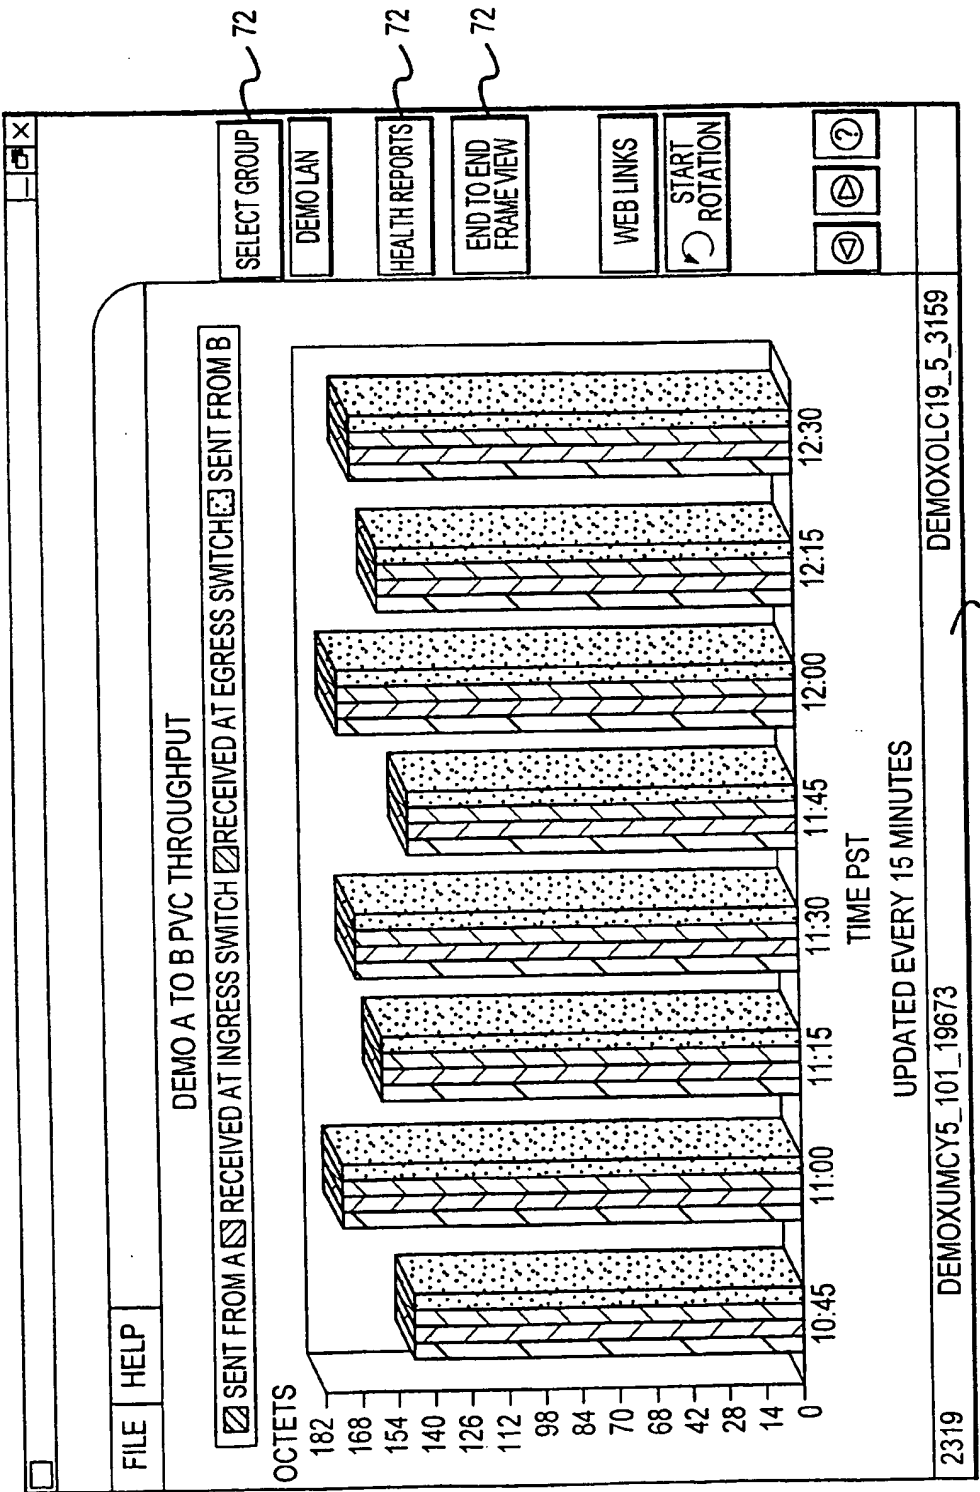 FILE HELP
DEMO A TO B PVC THROUGHPUT
SENT FROM A RECEIVED AT INGRESS SWITCH RECEIVED AT EGRESS SWITCH SENT FROM B
OCTETS
182
168
154
140
126
112
98
84
70
68
42
28
14
0
10:45 11:00 11:15 11:30 11:45 12:00 12:15 12:30
TIME PST
UPDATED EVERY 15 MINUTES
SELECT GROUP
72
DEMO LAN
HEALTH REPORTS
72
END TO END
FRAME VIEW
72
WEB LINKS
START
ROTATION
?
2319 DEMOXUMCY5_101_19673 DEMOXOLC19_5_3159